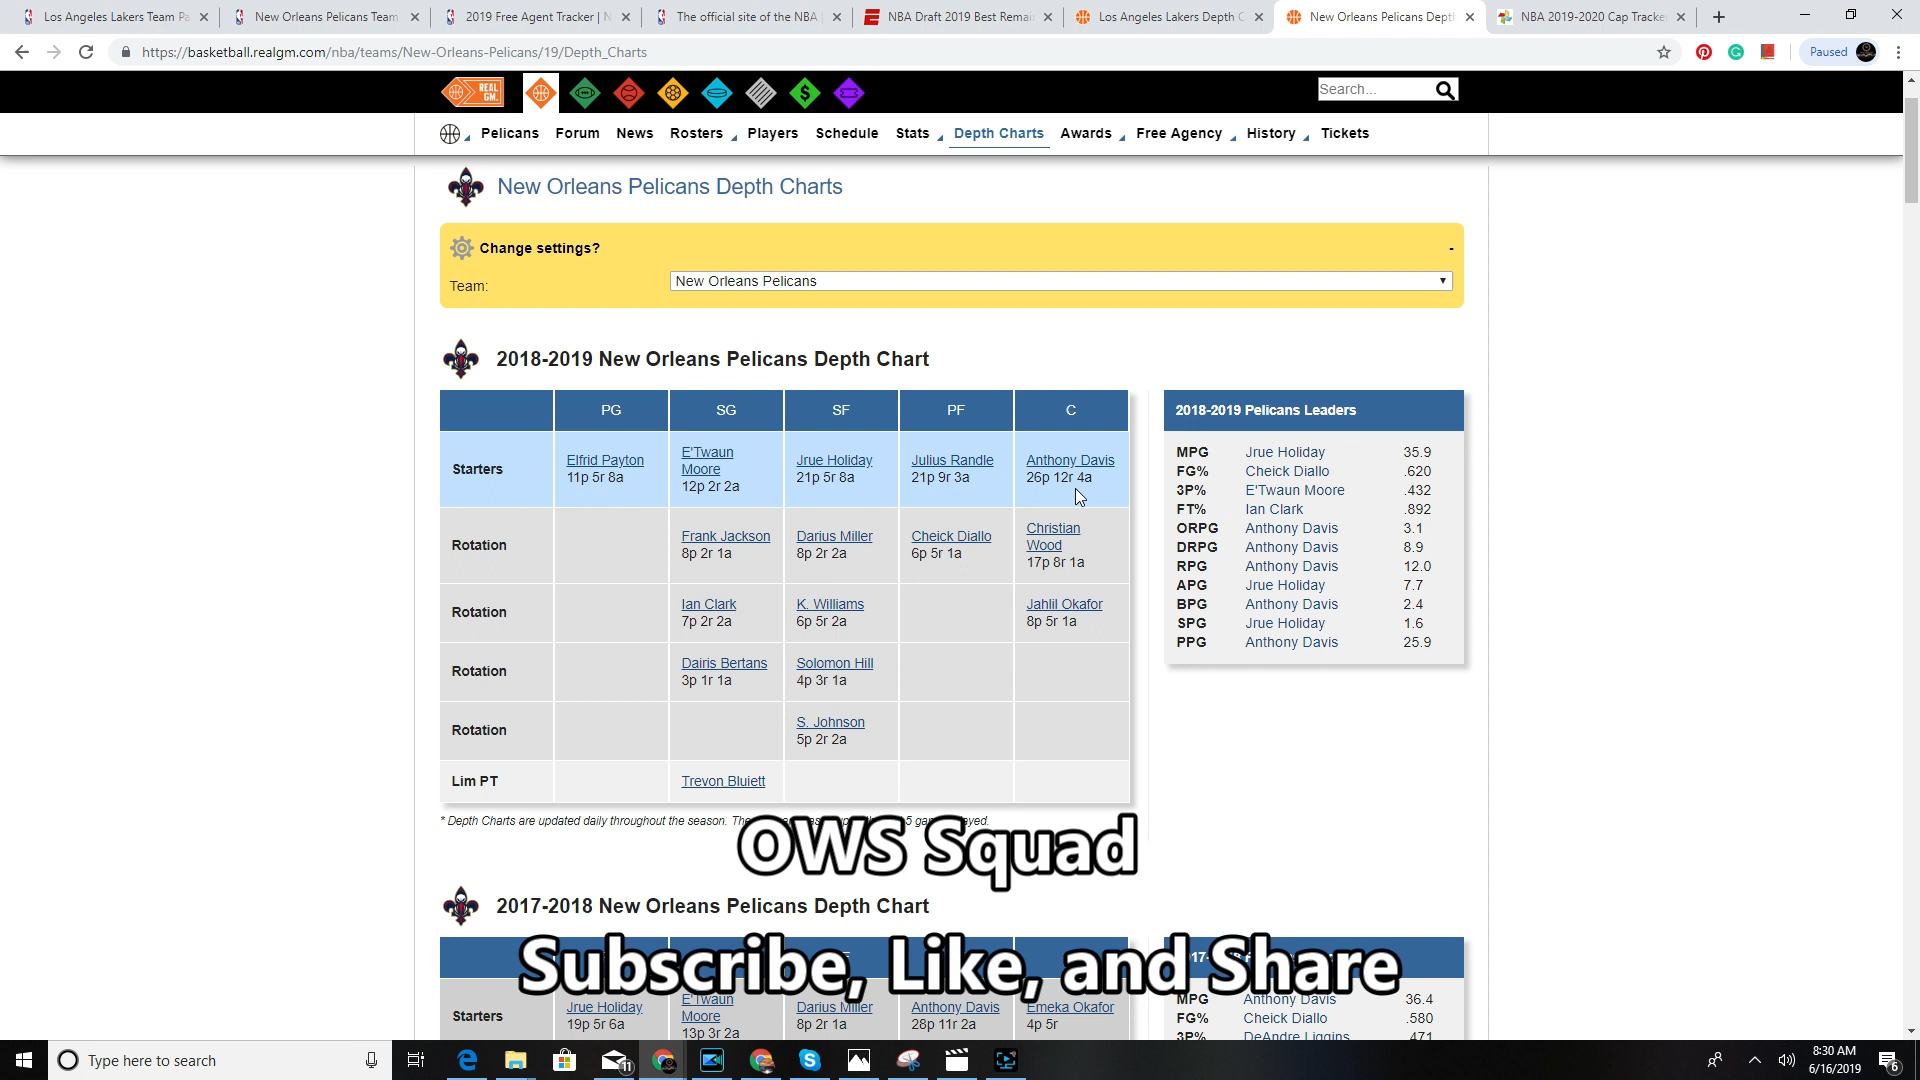 Los Angeles Lakers Team Pa
New Orleans Pelicans Team
2019 Free Agent Tracker | N
The official site of the NBA
NBA Draft 2019 Best Remai
Los Angeles Lakers Depth C
New Orleans Pelicans Dept
NBA 2019-2020 Cap Tracke
https://basketball.realgm.com/nba/teams/New-Orleans-Pelicans/19/Depth_Charts
Paused
REAL GM.
Search...
Pelicans Forum News Rosters Players Schedule Stats Depth Charts Awards Free Agency History Tickets
New Orleans Pelicans Depth Charts
Change settings? -
Team: New Orleans Pelicans
2018-2019 New Orleans Pelicans Depth Chart
PG SG SF PF C
Starters
Elfrid Payton
11p 5r 8a
E'Twaun
Moore
12p 2r 2a
Jrue Holiday
21p 5r 8a
Julius Randle
21p 9r 3a
Anthony Davis
26p 12r 4a
Rotation
Frank Jackson
8p 2r 1a
Darius Miller
8p 2r 2a
Cheick Diallo
6p 5r 1a
Christian
Wood
17p 8r 1a
Rotation
Ian Clark
7p 2r 2a
K. Williams
6p 5r 2a
Jahlil Okafor
8p 5r 1a
Rotation
Dairis Bertans
3p 1r 1a
Solomon Hill
4p 3r 1a
Rotation
S. Johnson
5p 2r 2a
Lim PT
Trevon Bluiett
2018-2019 Pelicans Leaders
MPG Jrue Holiday 35.9
FG% Cheick Diallo .620
3P% E'Twaun Moore .432
FT% Ian Clark .892
ORPG Anthony Davis 3.1
DRPG Anthony Davis 8.9
RPG Anthony Davis 12.0
APG Jrue Holiday 7.7
BPG Anthony Davis 2.4
SPG Jrue Holiday 1.6
PPG Anthony Davis 25.9
* Depth Charts are updated daily throughout the season.
OWS Squad
2017-2018 New Orleans Pelicans Depth Chart
Subscribe, Like, and Share
Starters
Jrue Holiday
19p 5r 6a
E'Twaun
Moore
13p 3r 2a
Darius Miller
8p 2r 1a
Anthony Davis
28p 11r 2a
Emeka Okafor
4p 5r
MPG Anthony Davis 36.4
FG% Cheick Diallo .580
3P% DeAndre Liggins .471
Type here to search
11
8:30 AM
6/16/2019
6